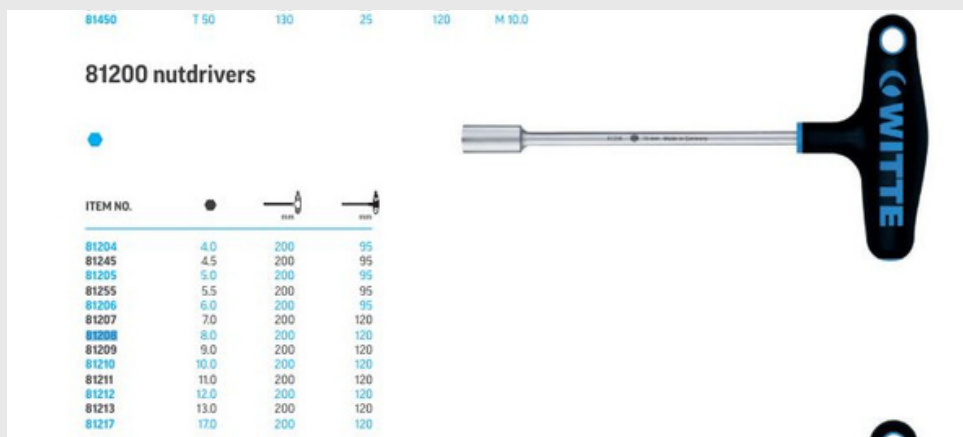 81450 T 50 130 25 120 M 10.0
81200 nutdrivers
WITTE
Made in Germany
ITEM NO.
mm mm
81204 4.0 200 95
81245 4.5 200 95
81205 5.0 200 95
81255 5.5 200 95
81206 6.0 200 95
81207 7.0 200 120
81208 8.0 200 120
81209 9.0 200 120
81210 10.0 200 120
81211 11.0 200 120
81212 12.0 200 120
81213 13.0 200 120
81217 17.0 200 120